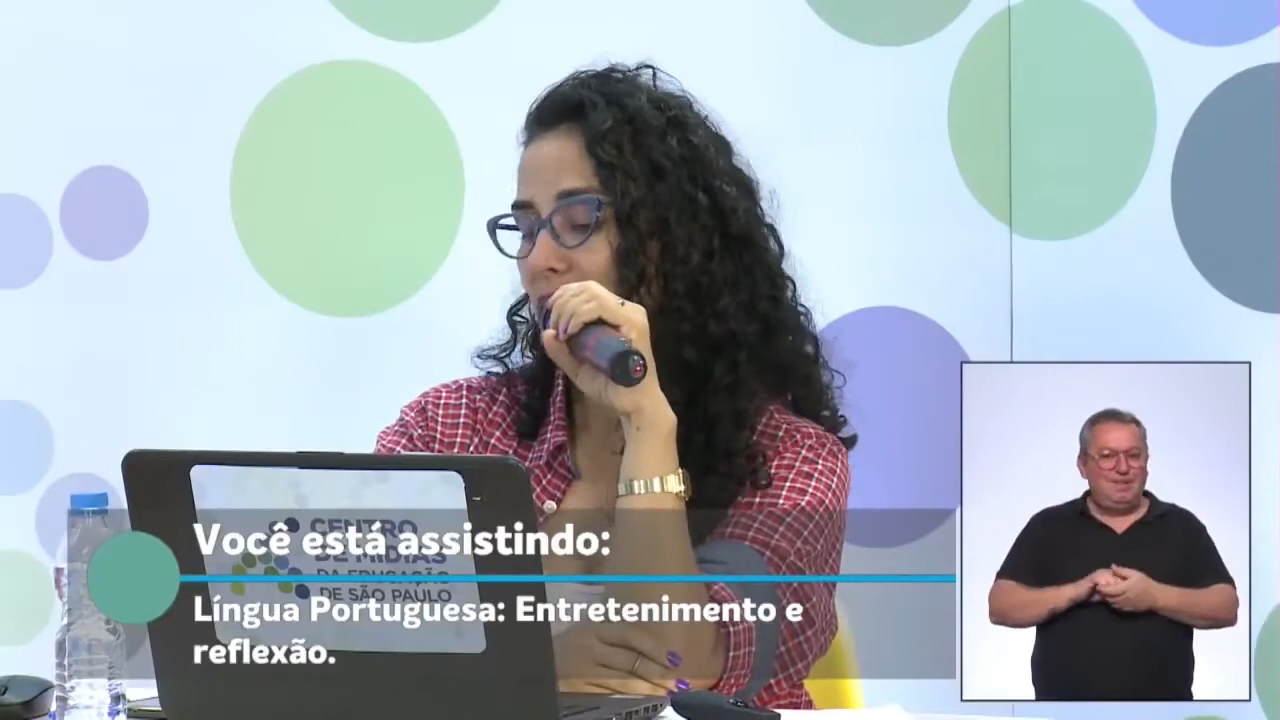 Você está assistindo:
CENTRO
DE MÍDIAS
DA EDUCAÇÃO
DE SÃO PAULO
Língua Portuguesa: Entretenimento e
reflexão.